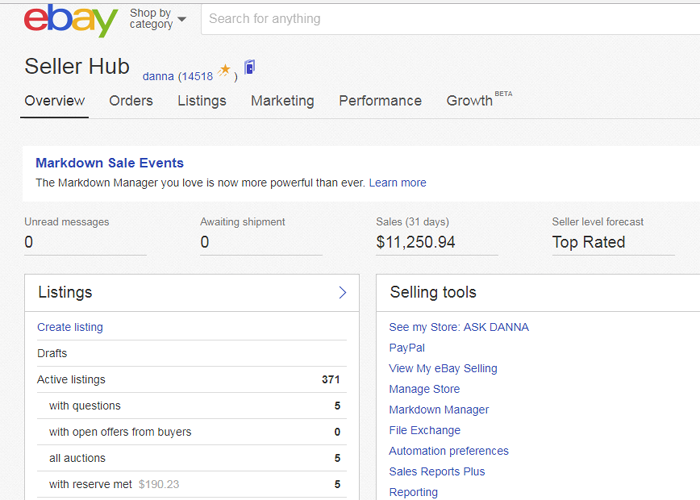 ebay
Shop by
category
Search for anything
Seller Hub
danna (14518 )
Overview Orders Listings Marketing Performance Growth BETA
Markdown Sale Events
The Markdown Manager you love is now more powerful than ever. Learn more
Unread messages Awaiting shipment Sales (31 days) Seller level forecast
0 0 $11,250.94 Top Rated
Listings
Create listing
Drafts
Active listings 371
with questions 5
with open offers from buyers 0
all auctions 5
with reserve met $190.23 5
Selling tools
See my Store: ASK DANNA
PayPal
View My eBay Selling
Manage Store
Markdown Manager
File Exchange
Automation preferences
Sales Reports Plus
Reporting